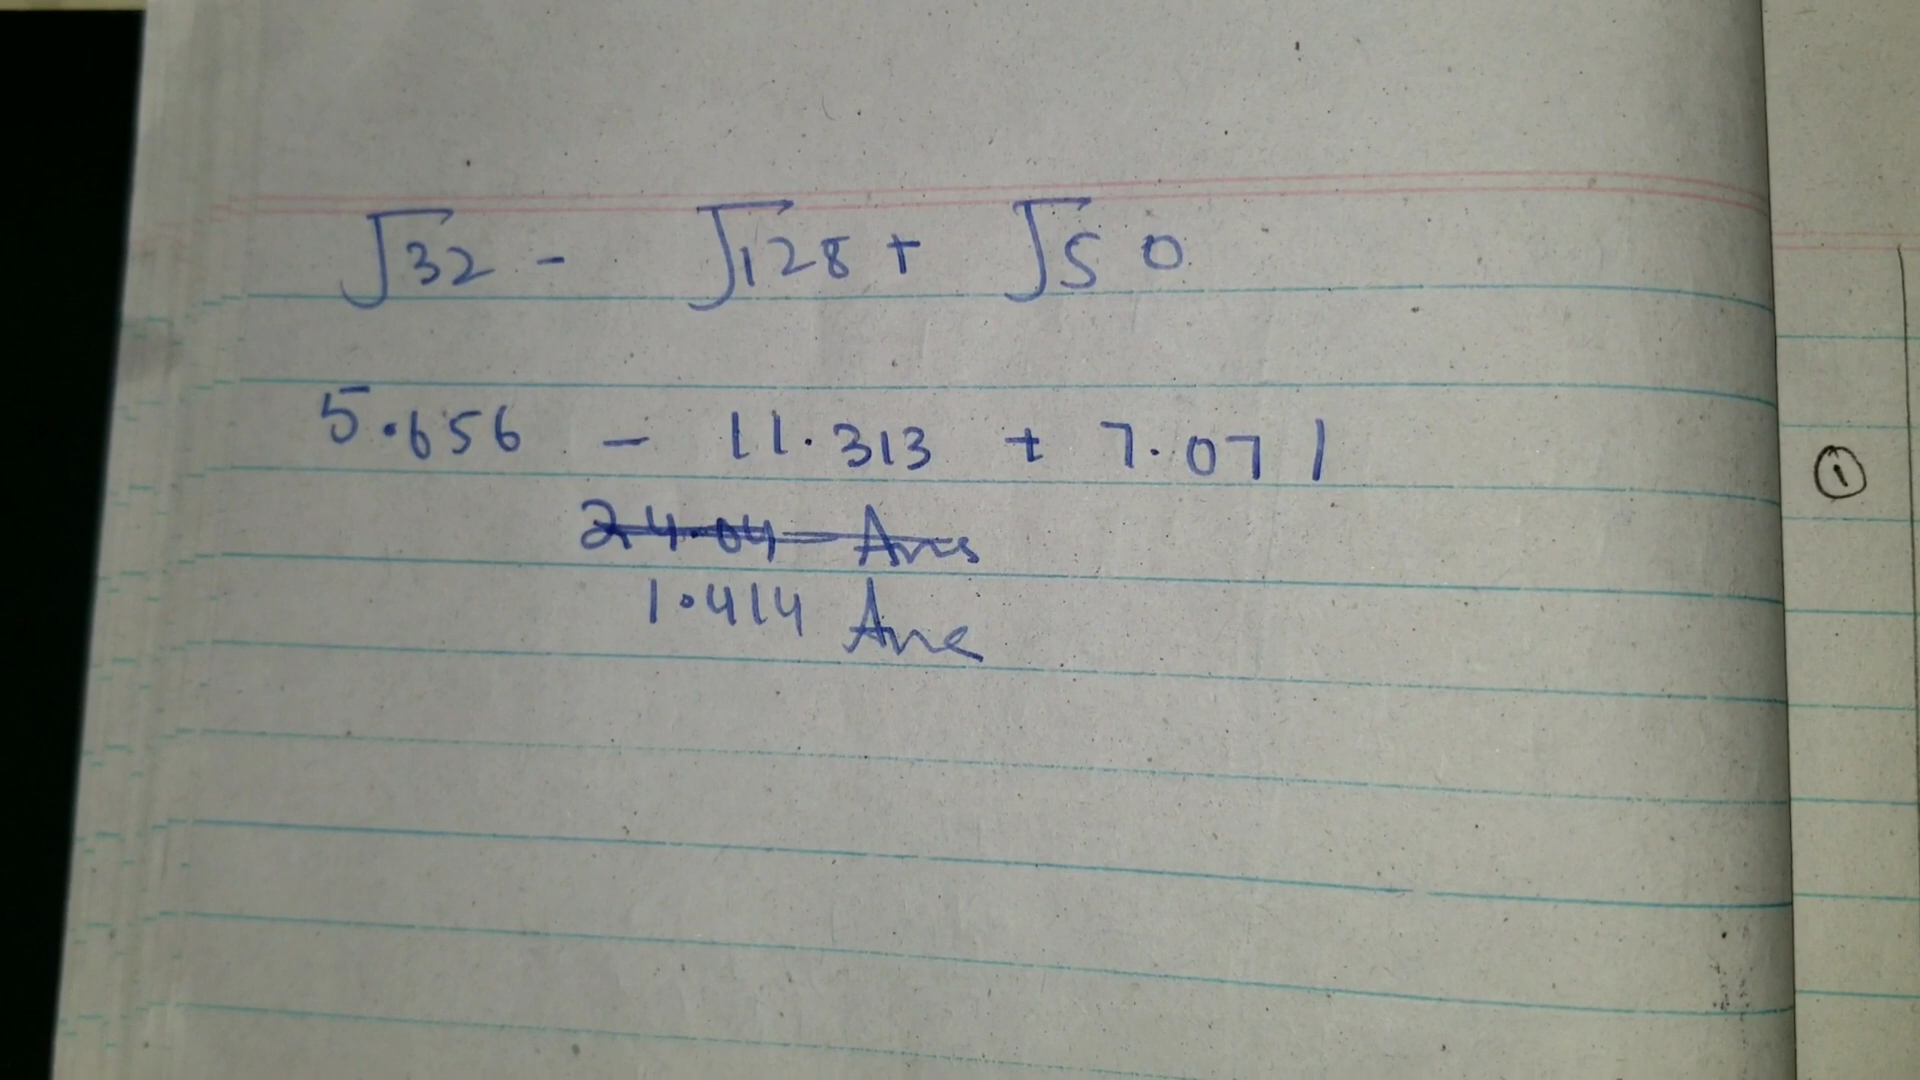 √32 - √128 + √50
5.656 - 11.313 + 7.071
24.04 Ans
1.414 Ans
①